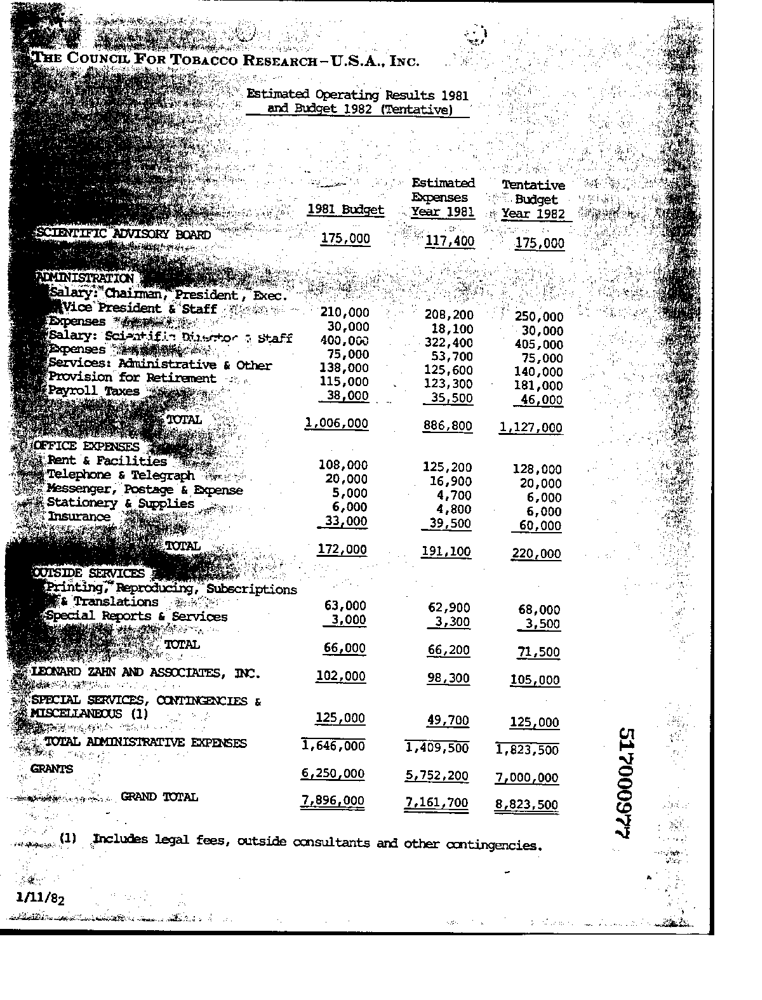 THE COUNCIL FOR TOBACCO RESEARCH–U.S.A., INC.
Estimated Operating Results 1981
and Budget 1982 (Tentative)
1981 Budget Estimated Expenses Year 1981 Tentative Budget Year 1982
SCIENTIFIC ADVISORY BOARD 175,000 117,400 175,000
ADMINISTRATION
Salary: Chairman, President, Exec.
Vice President & Staff 210,000 208,200 250,000
Expenses 30,000 18,100 30,000
Salary: Scientific Director & Staff 400,000 322,400 405,000
Expenses 75,000 53,700 75,000
Services: Administrative & Other 138,000 125,600 140,000
Provision for Retirement 115,000 123,300 181,000
Payroll Taxes 38,000 35,500 46,000
TOTAL 1,006,000 886,800 1,127,000
OFFICE EXPENSES
Rent & Facilities 108,000 125,200 128,000
Telephone & Telegraph 20,000 16,900 20,000
Messenger, Postage & Expense 5,000 4,700 6,000
Stationery & Supplies 6,000 4,800 6,000
Insurance 33,000 39,500 60,000
TOTAL 172,000 191,100 220,000
OUTSIDE SERVICES
Printing, Reproducing, Subscriptions
& Translations 63,000 62,900 68,000
Special Reports & Services 3,000 3,300 3,500
TOTAL 66,000 66,200 71,500
LEONARD ZAHN AND ASSOCIATES, INC. 102,000 98,300 105,000
SPECIAL SERVICES, CONTINGENCIES &
MISCELLANEOUS (1) 125,000 49,700 125,000
TOTAL ADMINISTRATIVE EXPENSES 1,646,000 1,409,500 1,823,500
GRANTS 6,250,000 5,752,200 7,000,000
GRAND TOTAL 7,896,000 7,161,700 8,823,500
(1) Includes legal fees, outside consultants and other contingencies.
1/11/82
517000977